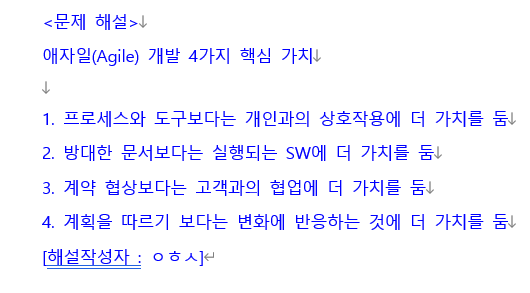 <문제 해설>
애자일(Agile) 개발 4가지 핵심 가치
1. 프로세스와 도구보다는 개인과의 상호작용에 더 가치를 둠
2. 방대한 문서보다는 실행되는 SW에 더 가치를 둠
3. 계약 협상보다는 고객과의 협업에 더 가치를 둠
4. 계획을 따르기 보다는 변화에 반응하는 것에 더 가치를 둠
[해설작성자 : ㅇㅎㅅ]